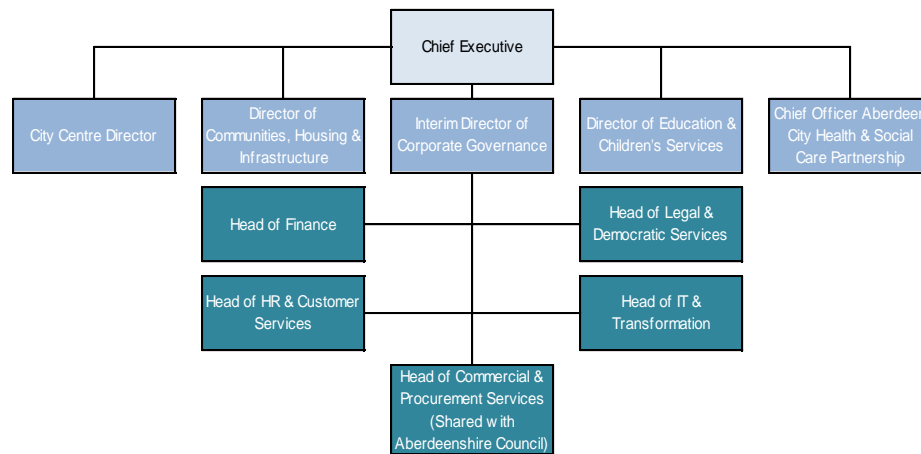 Chief Executive
City Centre Director
Director of
Communities, Housing &
Infrastructure
Interim Director of
Corporate Governance
Director of Education &
Children's Services
Chief Officer Aberdeen
City Health & Social
Care Partnership
Head of Finance
Head of Legal &
Democratic Services
Head of HR & Customer
Services
Head of IT &
Transformation
Head of Commercial &
Procurement Services
(Shared with
Aberdeenshire Council)